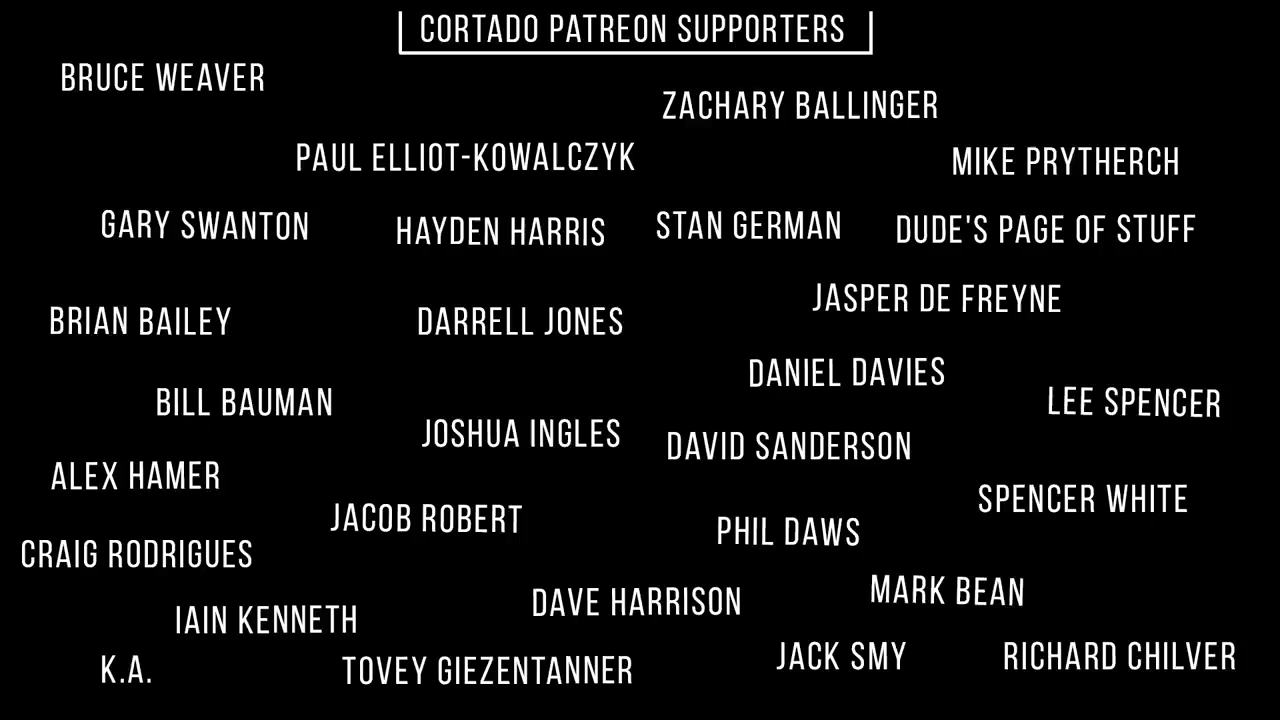 CORTADO PATREON SUPPORTERS
BRUCE WEAVER
ZACHARY BALLINGER
PAUL ELLIOT-KOWALCZYK
MIKE PRYTHERCH
GARY SWANTON
HAYDEN HARRIS
STAN GERMAN
DUDE'S PAGE OF STUFF
JASPER DE FREYNE
BRIAN BAILEY
DARRELL JONES
DANIEL DAVIES
BILL BAUMAN
LEE SPENCER
JOSHUA INGLES
DAVID SANDERSON
ALEX HAMER
SPENCER WHITE
JACOB ROBERT
PHIL DAWS
CRAIG RODRIGUES
MARK BEAN
DAVE HARRISON
IAIN KENNETH
K.A.
TOVEY GIEZENTANNER
JACK SMY
RICHARD CHILVER